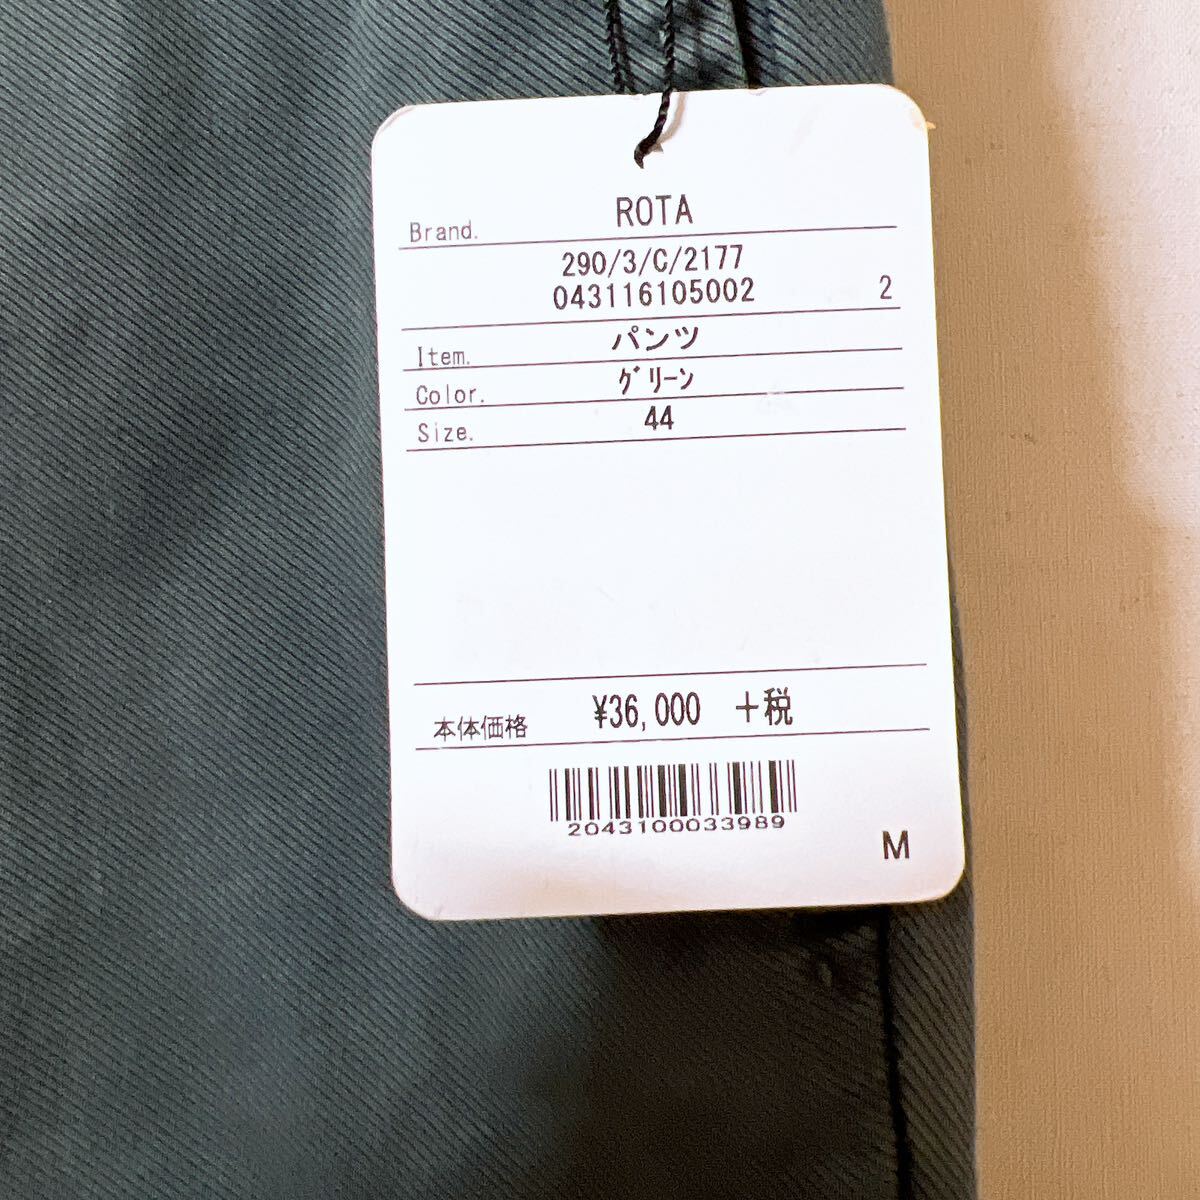 Brand. ROTA
290/3/C/2177
043116105002 2
Item. パンツ
Color. グリーン
Size. 44
本体価格 ¥36,000 +税
2043100033989
M